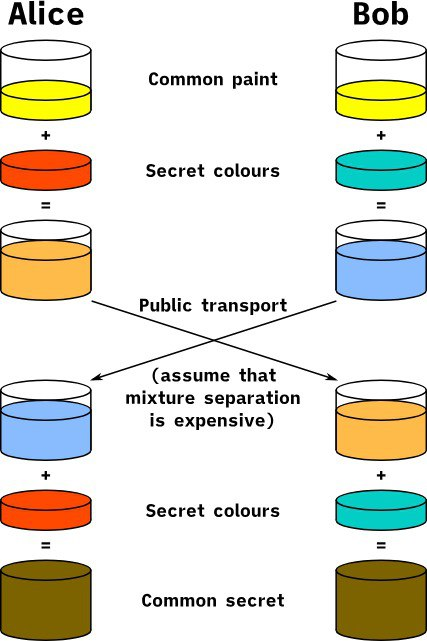 Alice
Bob
Common paint
+
+
Secret colours
=
=
Public transport
(assume that
mixture separation
is expensive)
+
+
Secret colours
=
=
Common secret